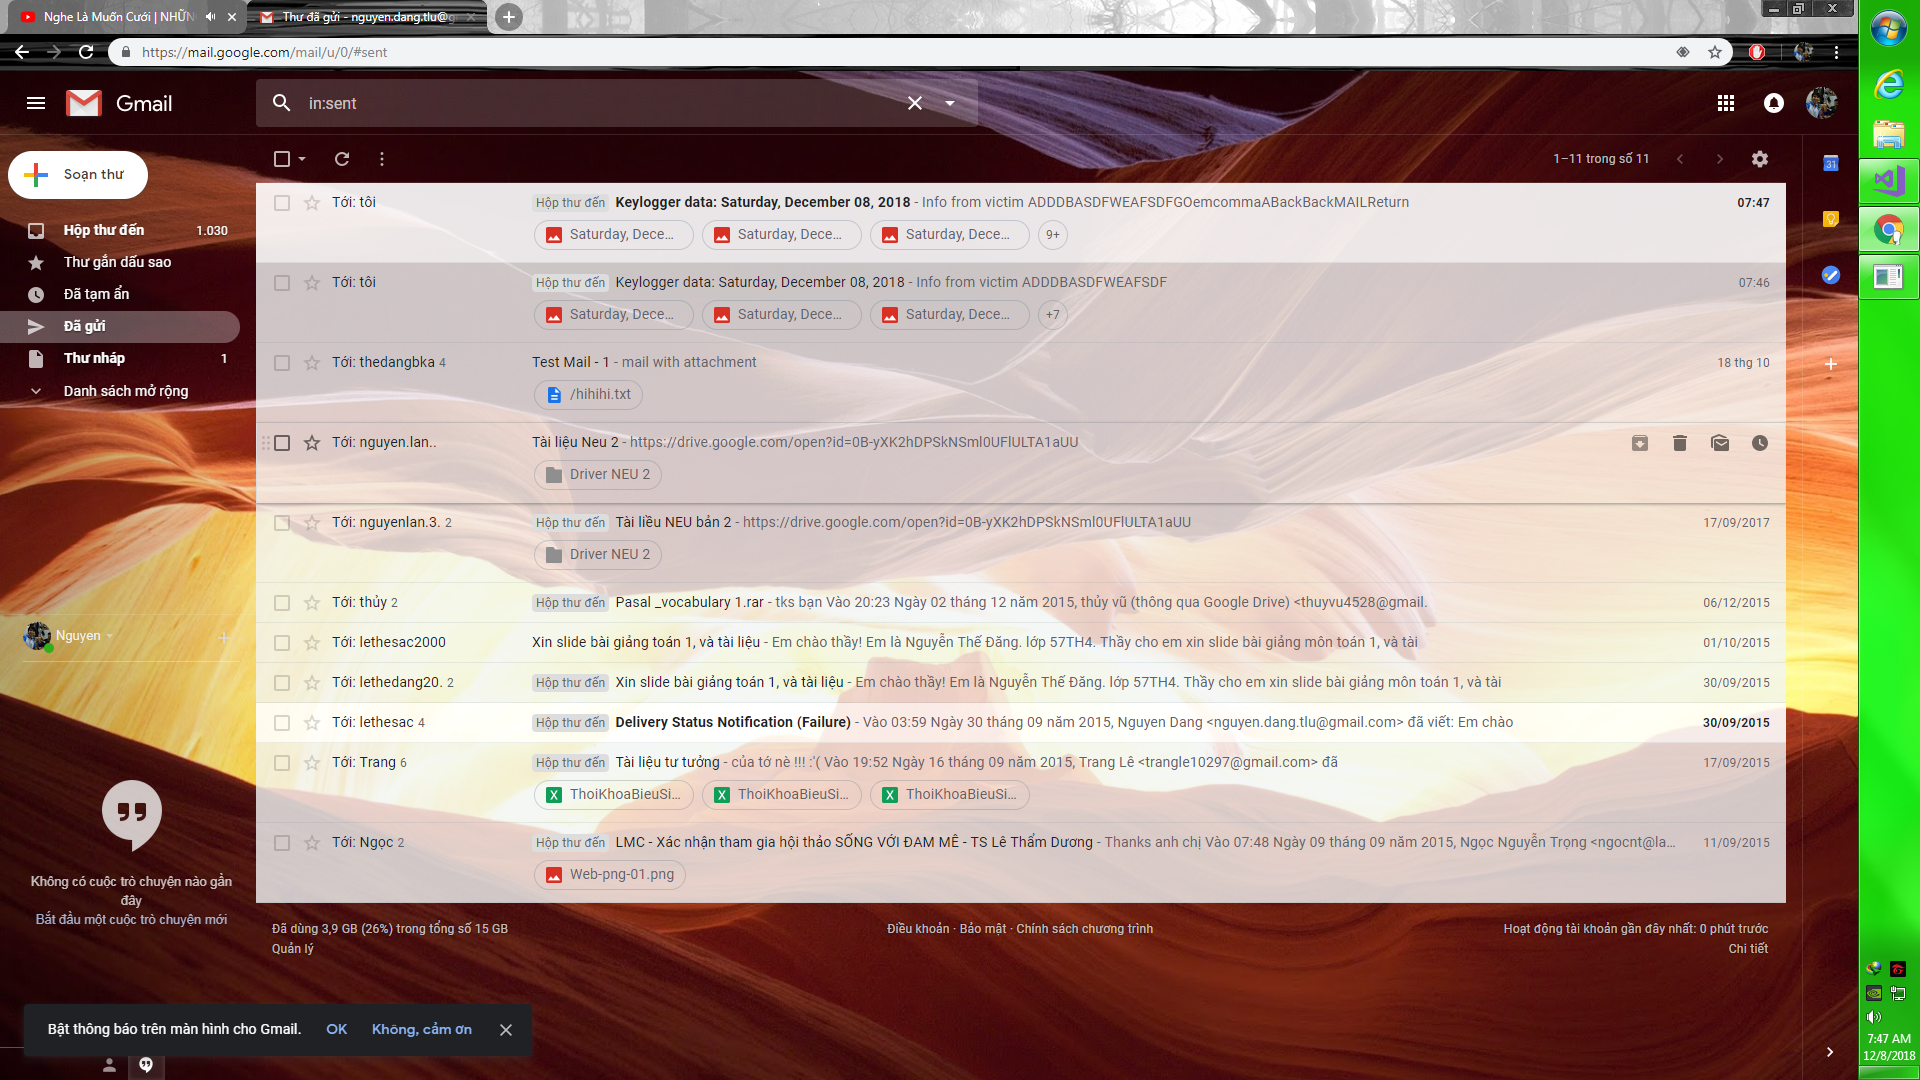 Nghe Là Muốn Cưới | NHỮN
Thư đã gửi - nguyen.dang.tlu@g
https://mail.google.com/mail/u/0/#sent
Gmail
in:sent
Soạn thư
1–11 trong số 11
31
Hộp thư đến 1.030
Thư gắn dấu sao
Đã tạm ẩn
Đã gửi
Thư nháp 1
Danh sách mở rộng
Tới: tôi Hộp thư đến Keylogger data: Saturday, December 08, 2018 - Info from victim ADDDBASDFWEAFSDFGOemcommaABackBackMAILReturn 07:47
Saturday, Dece... Saturday, Dece... Saturday, Dece... 9+
Tới: tôi Hộp thư đến Keylogger data: Saturday, December 08, 2018 - Info from victim ADDDBASDFWEAFSDF 07:46
Saturday, Dece... Saturday, Dece... Saturday, Dece... +7
Tới: thedangbka 4 Test Mail - 1 - mail with attachment 18 thg 10
/hihihi.txt
Tới: nguyen.lan.. Tài liệu Neu 2 - https://drive.google.com/open?id=0B-yXK2hDPSkNSml0UFlULTA1aUU
Driver NEU 2
Tới: nguyenlan.3. 2 Hộp thư đến Tài liều NEU bản 2 - https://drive.google.com/open?id=0B-yXK2hDPSkNSml0UFlULTA1aUU 17/09/2017
Driver NEU 2
Tới: thủy 2 Hộp thư đến Pasal _vocabulary 1.rar - tks bạn Vào 20:23 Ngày 02 tháng 12 năm 2015, thủy vũ (thông qua Google Drive) <thuyvu4528@gmail. 06/12/2015
Tới: lethesac2000 Xin slide bài giảng toán 1, và tài liệu - Em chào thầy! Em là Nguyễn Thế Đăng. lớp 57TH4. Thầy cho em xin slide bài giảng môn toán 1, và tài 01/10/2015
Tới: lethedang20. 2 Hộp thư đến Xin slide bài giảng toán 1, và tài liệu - Em chào thầy! Em là Nguyễn Thế Đăng. lớp 57TH4. Thầy cho em xin slide bài giảng môn toán 1, và tài 30/09/2015
Tới: lethesac 4 Hộp thư đến Delivery Status Notification (Failure) - Vào 03:59 Ngày 30 tháng 09 năm 2015, Nguyen Dang <nguyen.dang.tlu@gmail.com> đã viết: Em chào 30/09/2015
Tới: Trang 6 Hộp thư đến Tài liệu tư tưởng - của tớ nè !!! :'( Vào 19:52 Ngày 16 tháng 09 năm 2015, Trang Lê <trangle10297@gmail.com> đã 17/09/2015
ThoiKhoaBieuSi... ThoiKhoaBieuSi... ThoiKhoaBieuSi...
Tới: Ngọc 2 Hộp thư đến LMC - Xác nhận tham gia hội thảo SỐNG VỚI ĐAM MÊ - TS Lê Thẩm Dương - Thanks anh chị Vào 07:48 Ngày 09 tháng 09 năm 2015, Ngọc Nguyễn Trọng <ngocnt@la... 11/09/2015
Web-png-01.png
Nguyen
Không có cuộc trò chuyện nào gần
đây
Bắt đầu một cuộc trò chuyện mới
Đã dùng 3,9 GB (26%) trong tổng số 15 GB
Quản lý
Điều khoản · Bảo mật · Chính sách chương trình
Hoạt động tài khoản gần đây nhất: 0 phút trước
Chi tiết
Bật thông báo trên màn hình cho Gmail. OK Không, cảm ơn
7:47 AM
12/8/2018